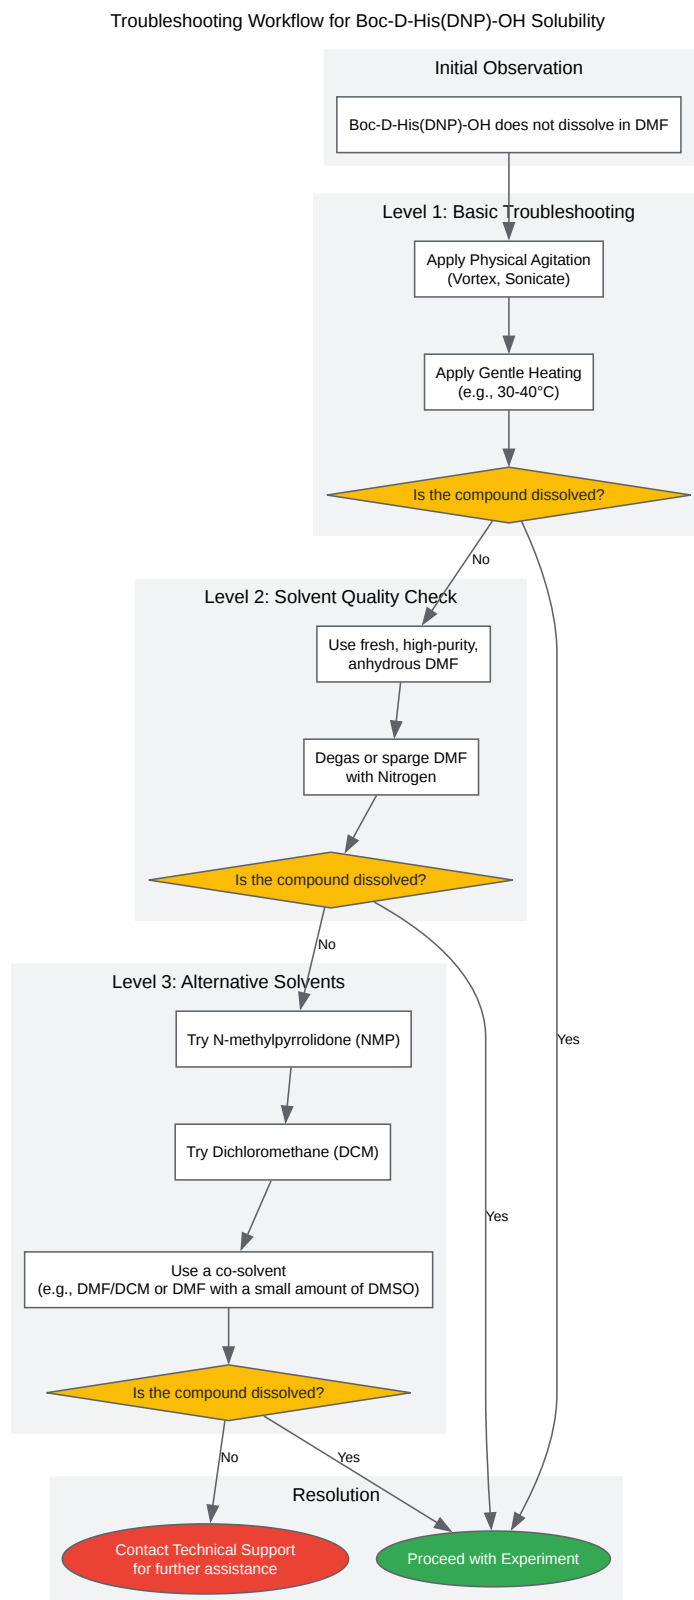 Troubleshooting Workflow for Boc-D-His(DNP)-OH Solubility
Initial Observation
Boc-D-His(DNP)-OH does not dissolve in DMF
Level 1: Basic Troubleshooting
Apply Physical Agitation
(Vortex, Sonicate)
Apply Gentle Heating
(e.g., 30-40°C)
Is the compound dissolved?
No
Level 2: Solvent Quality Check
Use fresh, high-purity,
anhydrous DMF
Degas or sparge DMF
with Nitrogen
Is the compound dissolved?
No
Level 3: Alternative Solvents
Try N-methylpyrrolidone (NMP)
Yes
Try Dichloromethane (DCM)
Yes
Use a co-solvent
(e.g., DMF/DCM or DMF with a small amount of DMSO)
Is the compound dissolved?
No
Yes
Resolution
Contact Technical Support
for further assistance
Proceed with Experiment